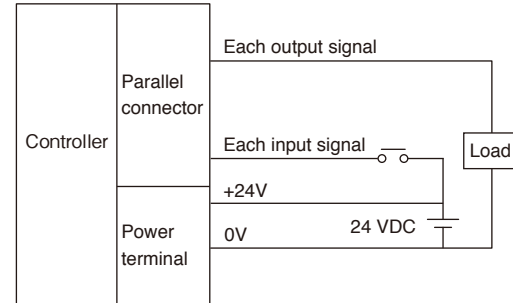 Each output signal
Parallel
connector
Controller
Each input signal
Load
+24V
Power
terminal
0V
24 VDC